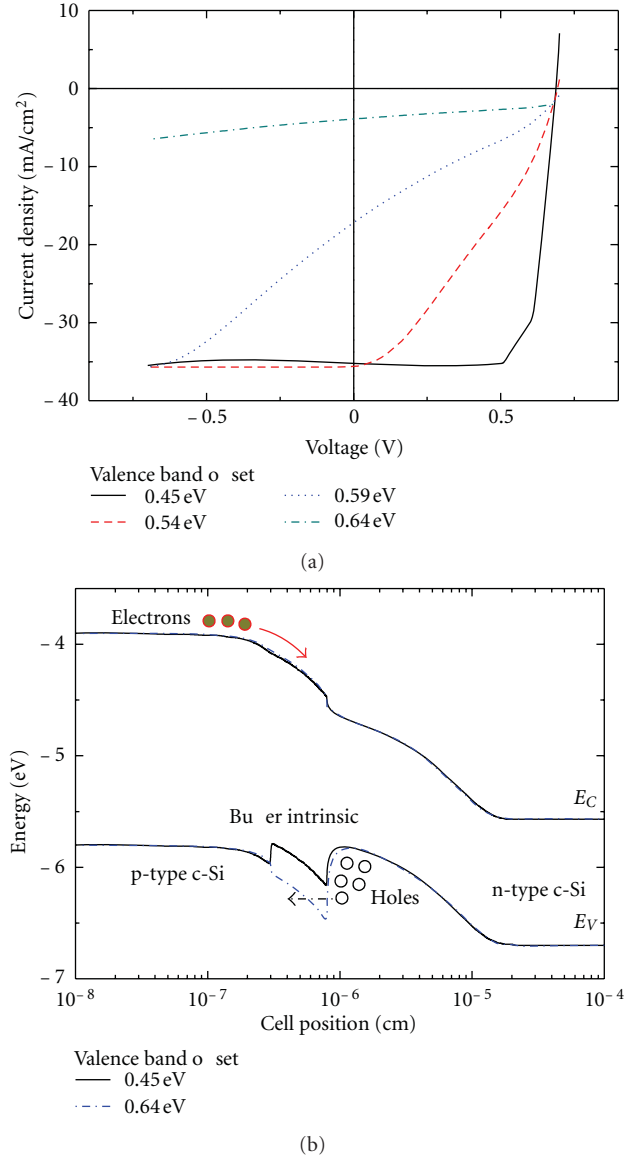 10
0
− 10
− 20
− 30
− 40
Current density (mA/cm²)
− 0.5
0
0.5
Voltage (V)
Valence band o set
0.45 eV
0.59 eV
0.54 eV
0.64 eV
(a)
Electrons
− 4
− 5
− 6
− 7
Energy (eV)
E_C
Bu er intrinsic
p-type c-Si
Holes
n-type c-Si
E_V
10⁻⁸
10⁻⁷
10⁻⁶
10⁻⁵
10⁻⁴
Cell position (cm)
Valence band o set
0.45 eV
0.64 eV
(b)